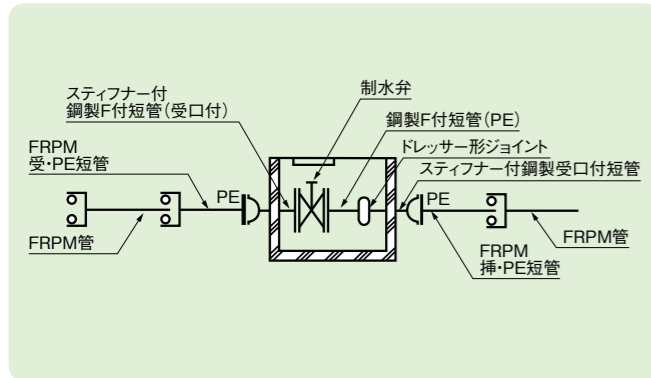 スティフナー付
鋼製F付短管(受口付)
制水弁
鋼製F付短管(PE)
ドレッサー形ジョイント
スティフナー付鋼製受口付短管
FRPM
受・PE短管
PE
PE
FRPM管
FRPM
挿・PE短管
FRPM管